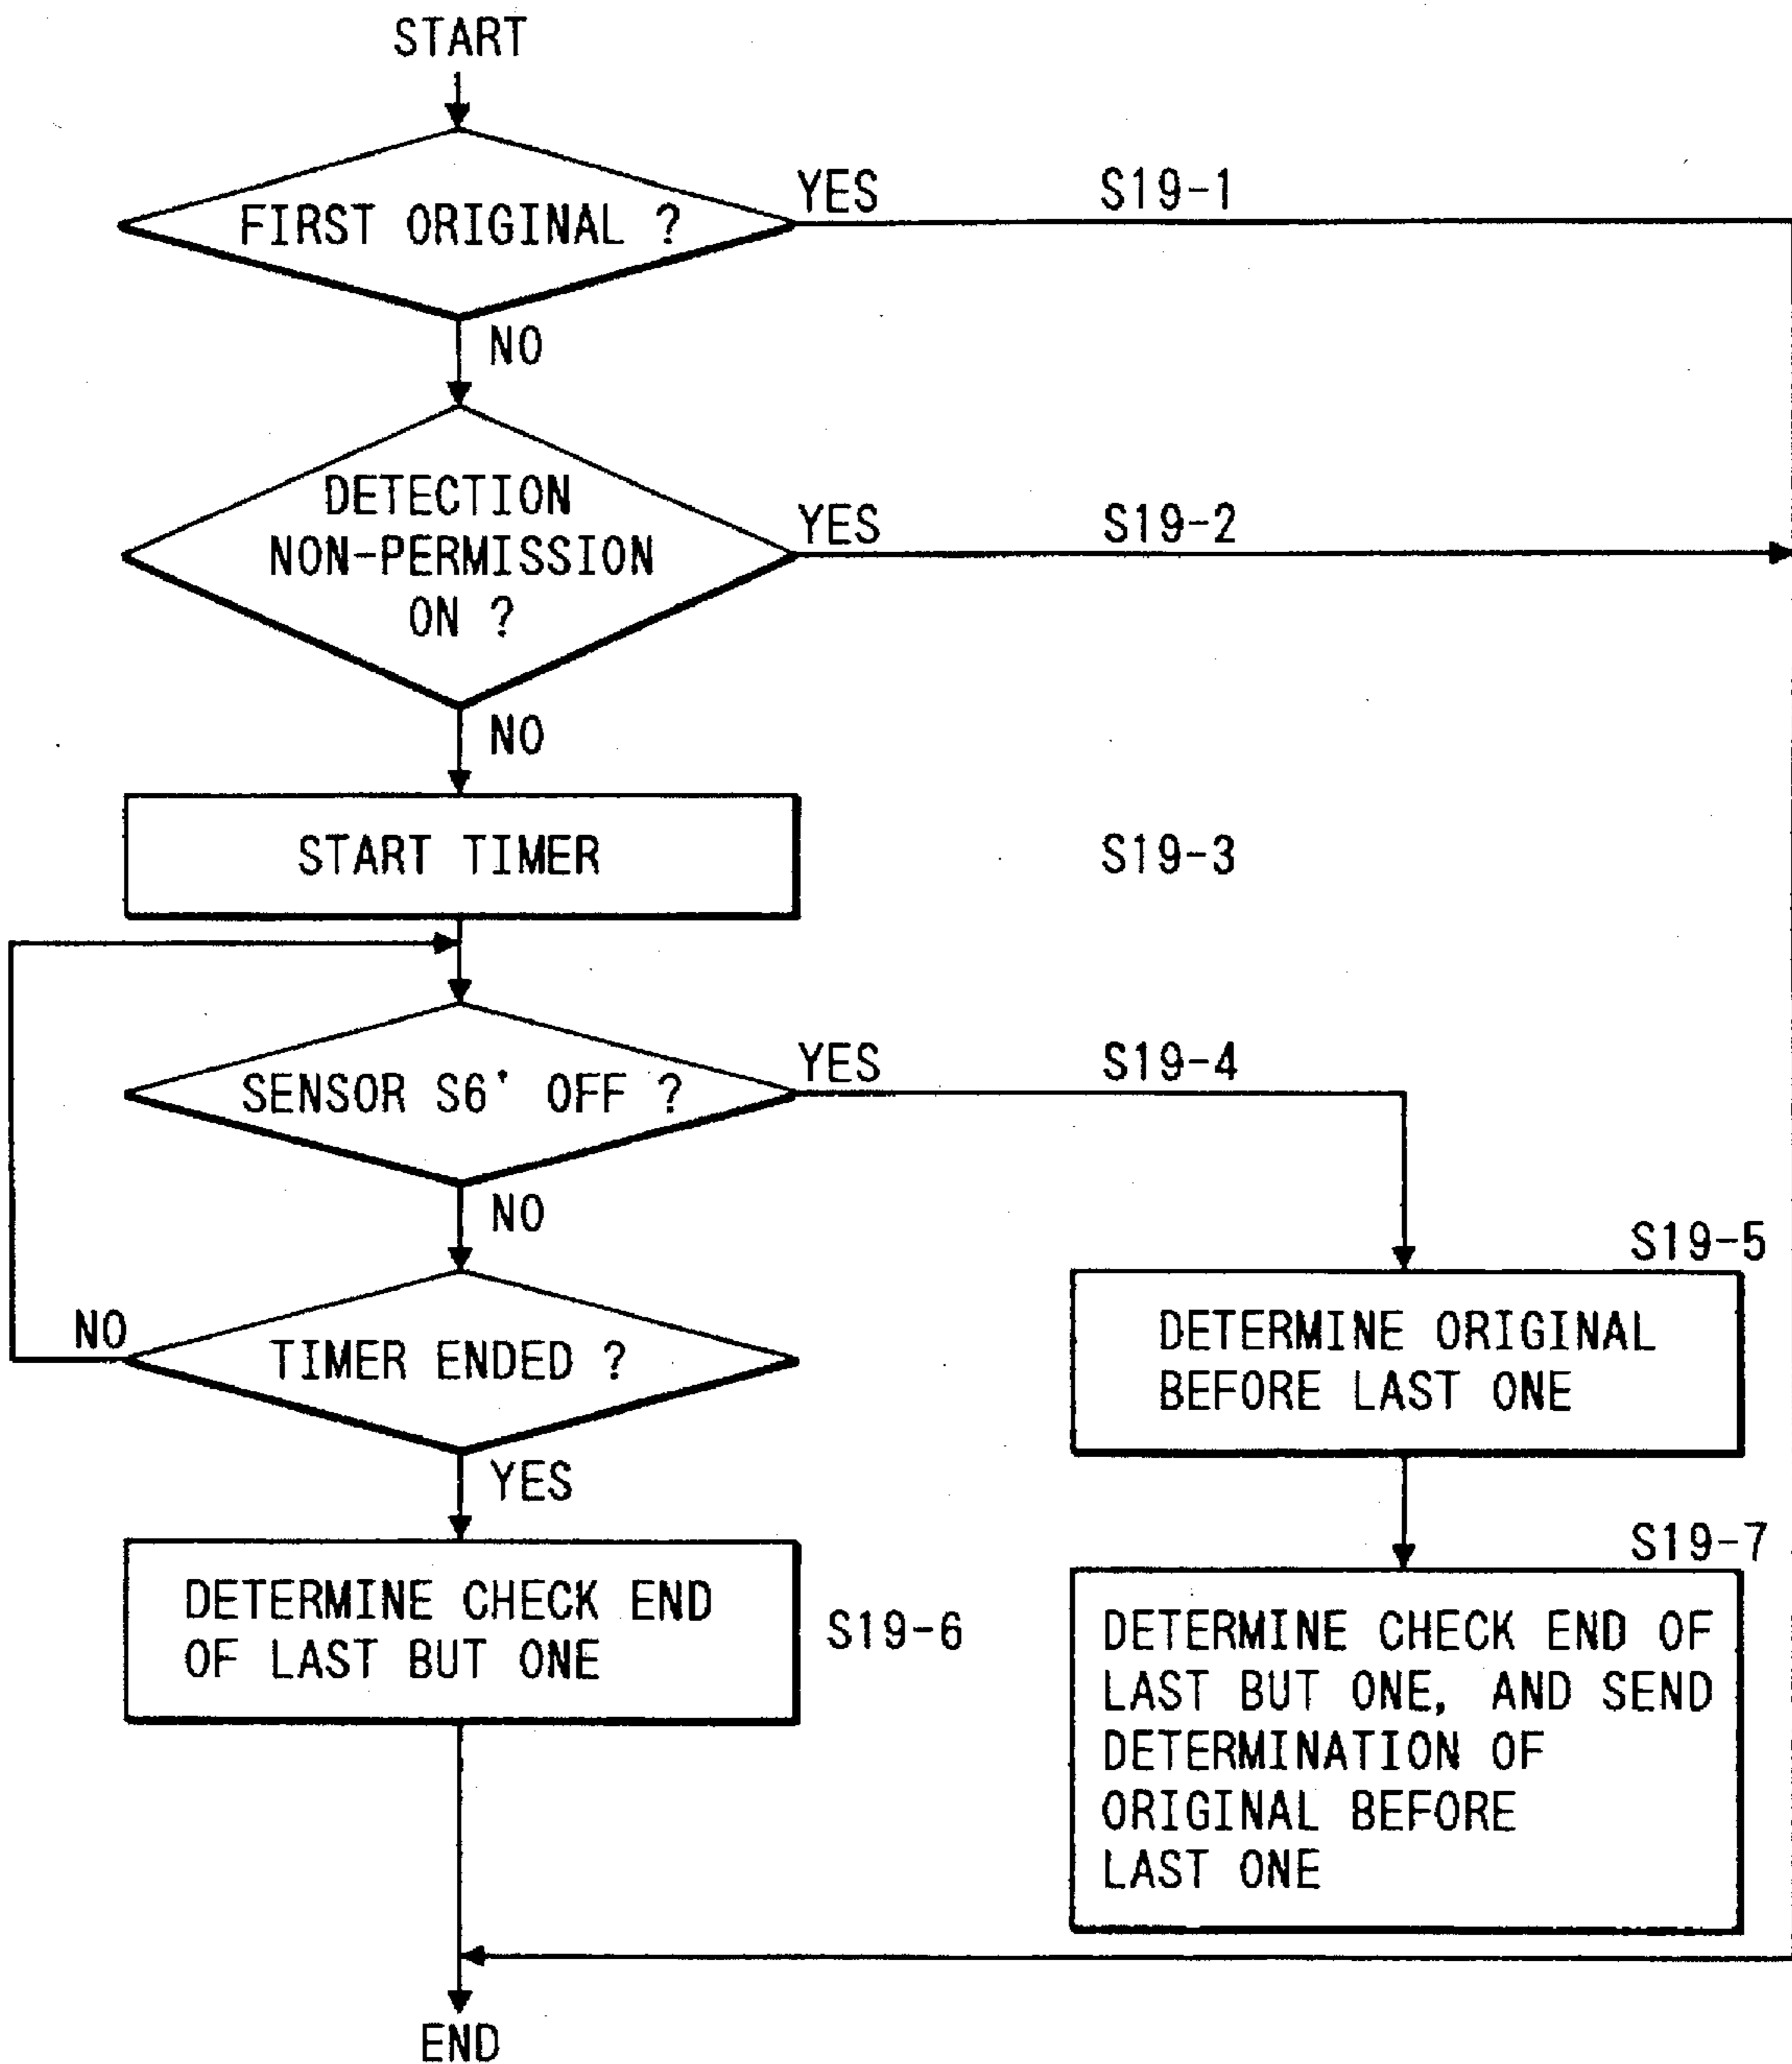 START
FIRST ORIGINAL ?
YES
S19-1
NO
DETECTION
NON-PERMISSION
ON ?
YES
S19-2
NO
START TIMER
S19-3
SENSOR S6' OFF ?
YES
S19-4
NO
TIMER ENDED ?
NO
YES
S19-5
DETERMINE ORIGINAL
BEFORE LAST ONE
DETERMINE CHECK END
OF LAST BUT ONE
S19-6
S19-7
DETERMINE CHECK END OF
LAST BUT ONE, AND SEND
DETERMINATION OF
ORIGINAL BEFORE
LAST ONE
END